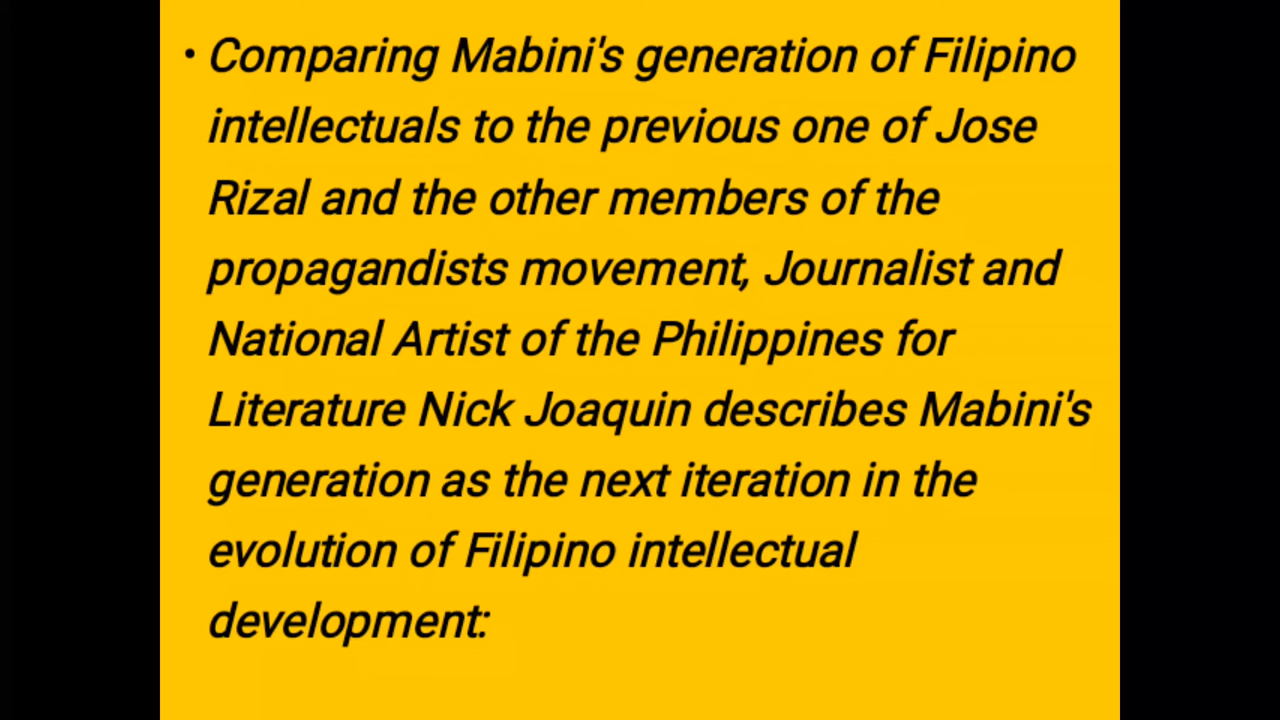 • Comparing Mabini's generation of Filipino
intellectuals to the previous one of Jose
Rizal and the other members of the
propagandists movement, Journalist and
National Artist of the Philippines for
Literature Nick Joaquin describes Mabini's
generation as the next iteration in the
evolution of Filipino intellectual
development: